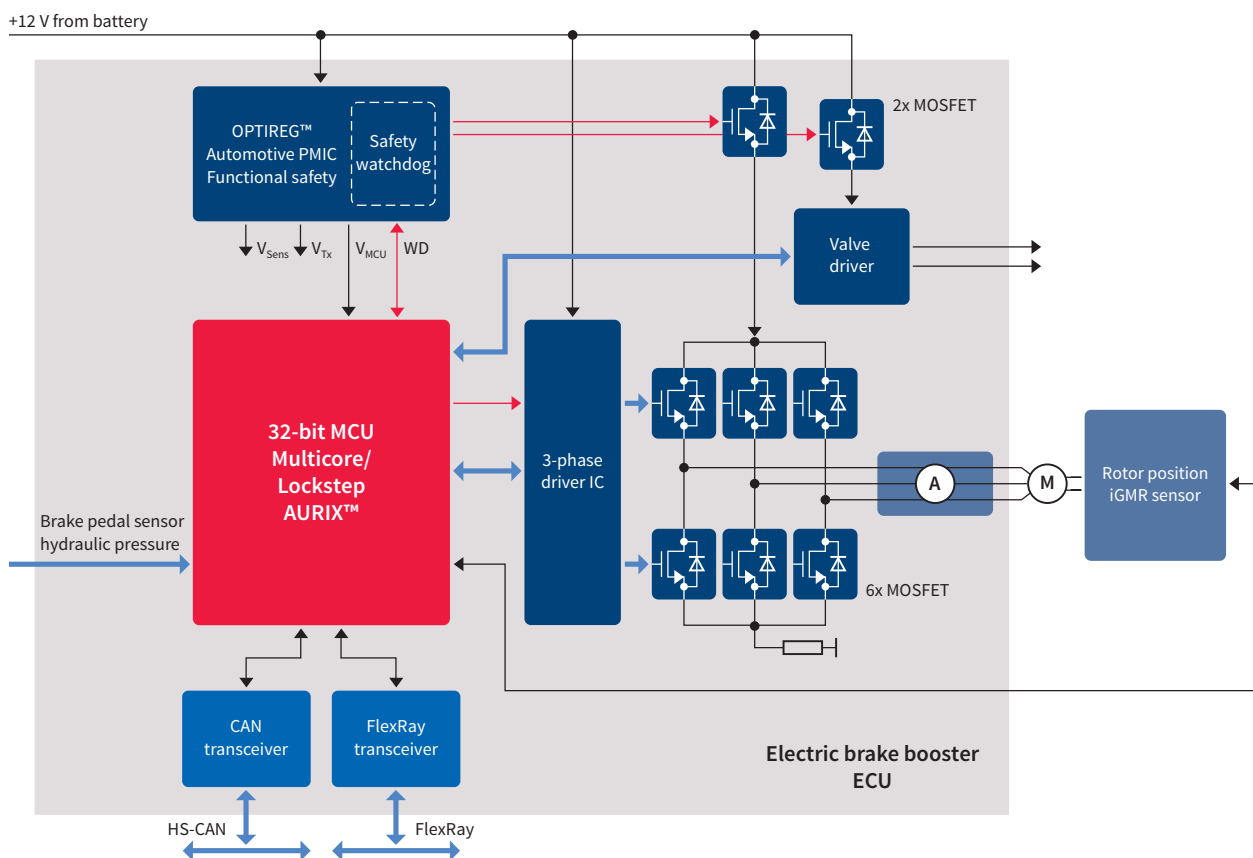 +12 V from battery
OPTIREG™
Automotive PMIC
Functional safety
Safety
watchdog
2x MOSFET
VSens
VTx
VMCU
WD
Valve
driver
32-bit MCU
Multicore/
Lockstep
AURIX™
3-phase
driver IC
A
M
Rotor position
iGMR sensor
Brake pedal sensor
hydraulic pressure
6x MOSFET
CAN
transceiver
FlexRay
transceiver
Electric brake booster
ECU
HS-CAN
FlexRay